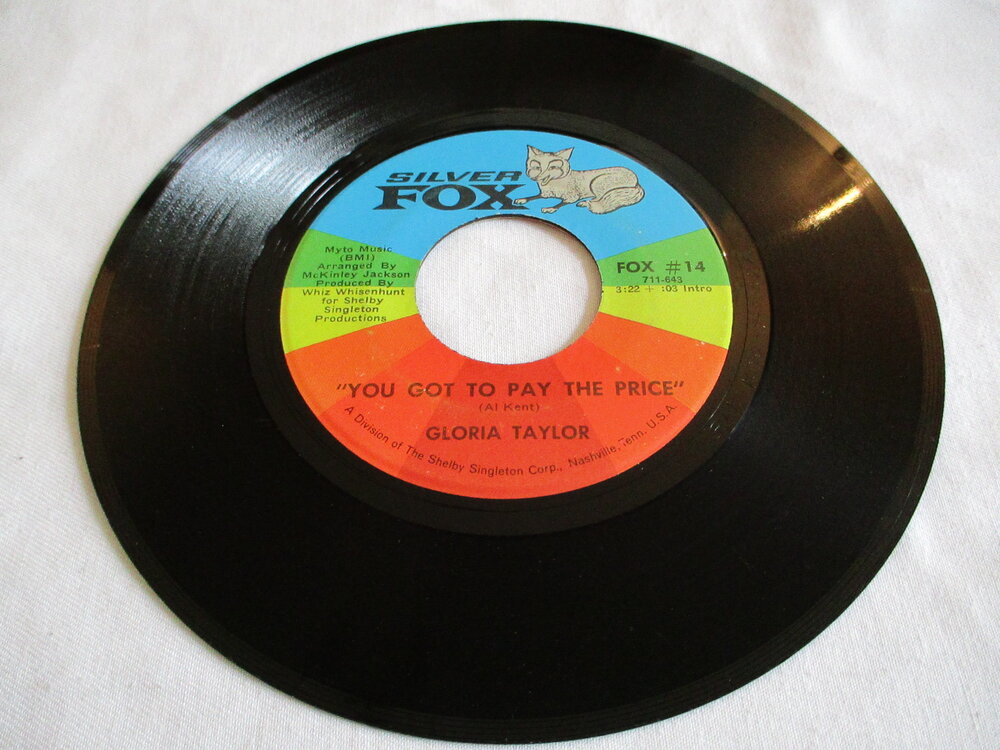 SILVER
FOX
Myto Music
(BMI)
Arranged By
McKinley Jackson
Produced By
Whiz Whisenhunt
for Shelby
Singleton
Productions
FOX #14
711-643
3:22 + :03 Intro
"YOU GOT TO PAY THE PRICE"
(Al Kent)
GLORIA TAYLOR
A Division of The Shelby Singleton Corp., Nashville, Tenn. U.S.A.